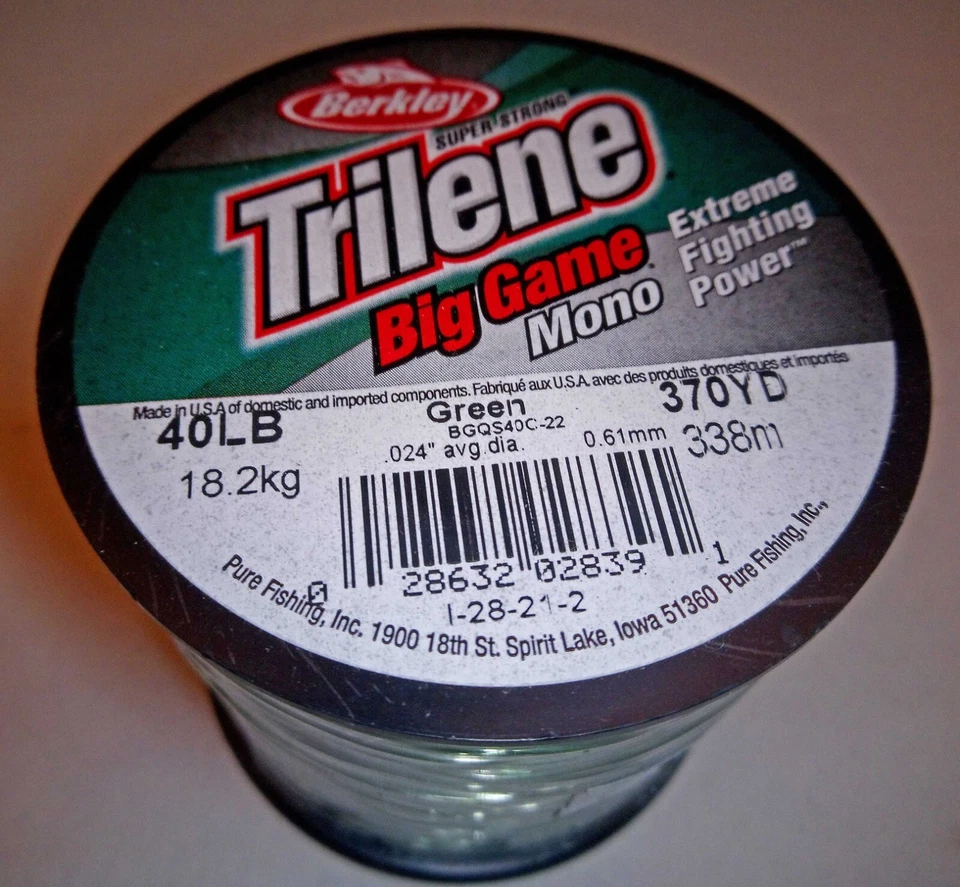 Berkley
SUPER-STRONG
Trilene
Big Game
Mono
Extreme
Fighting
Power™
Made in U.S.A of domestic and imported components. Fabriqué aux U.S.A. avec des produits domestiques et importés
40LB
Green
370YD
BGQS40C-22
.024" avg.dia.
0.61mm
338m
18.2kg
0 28632 02839 1
1-28-21-2
Pure Fishing, Inc. 1900 18th St. Spirit Lake, Iowa 51360 Pure Fishing, Inc.,